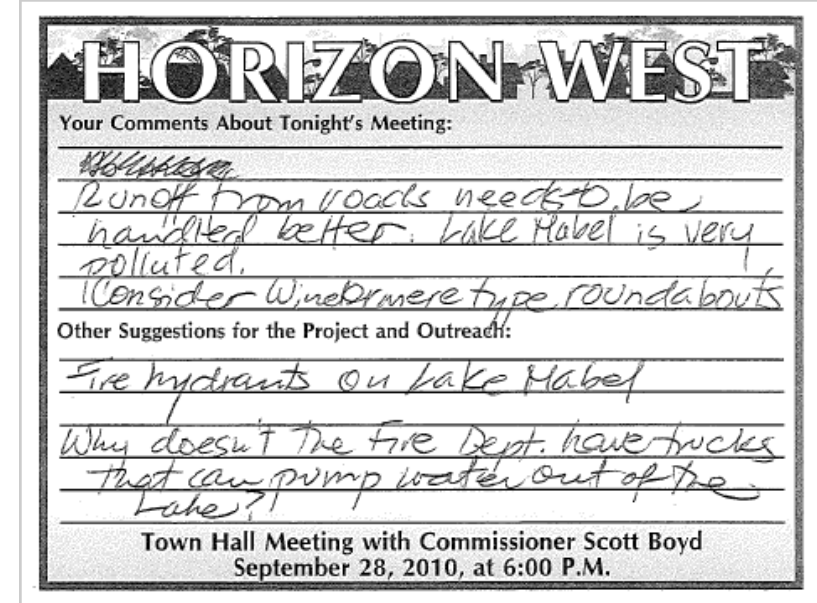 HORIZON WEST
Your Comments About Tonight's Meeting:
Runoff from roads needs to be
handled better. Lake Mabel is very
polluted.
Consider Windermere type roundabouts
Other Suggestions for the Project and Outreach:
Fire hydrants on Lake Mabel
Why doesn't the Fire Dept. have trucks
that can pump water out of the
Lake?
Town Hall Meeting with Commissioner Scott Boyd
September 28, 2010, at 6:00 P.M.